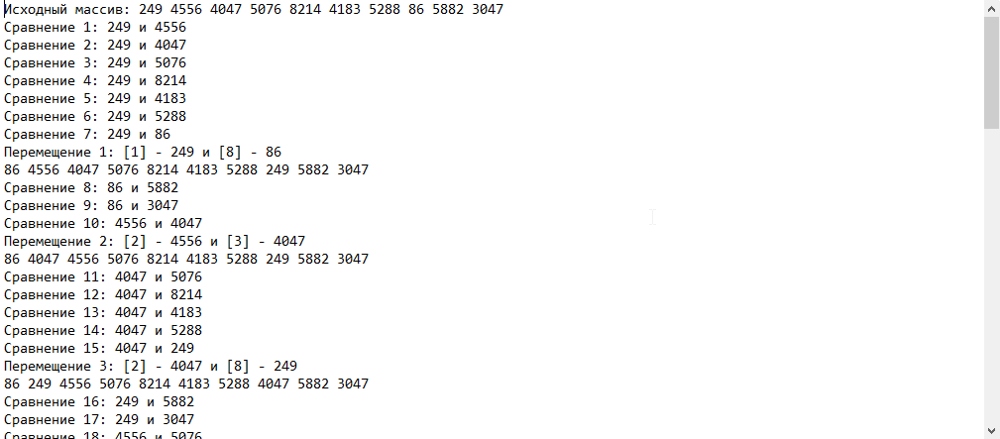 Исходный массив: 249 4556 4047 5076 8214 4183 5288 86 5882 3047
Сравнение 1: 249 и 4556
Сравнение 2: 249 и 4047
Сравнение 3: 249 и 5076
Сравнение 4: 249 и 8214
Сравнение 5: 249 и 4183
Сравнение 6: 249 и 5288
Сравнение 7: 249 и 86
Перемещение 1: [1] - 249 и [8] - 86
86 4556 4047 5076 8214 4183 5288 249 5882 3047
Сравнение 8: 86 и 5882
Сравнение 9: 86 и 3047
Сравнение 10: 4556 и 4047
Перемещение 2: [2] - 4556 и [3] - 4047
86 4047 4556 5076 8214 4183 5288 249 5882 3047
Сравнение 11: 4047 и 5076
Сравнение 12: 4047 и 8214
Сравнение 13: 4047 и 4183
Сравнение 14: 4047 и 5288
Сравнение 15: 4047 и 249
Перемещение 3: [2] - 4047 и [8] - 249
86 249 4556 5076 8214 4183 5288 4047 5882 3047
Сравнение 16: 249 и 5882
Сравнение 17: 249 и 3047
Сравнение 18: 4556 и 5076